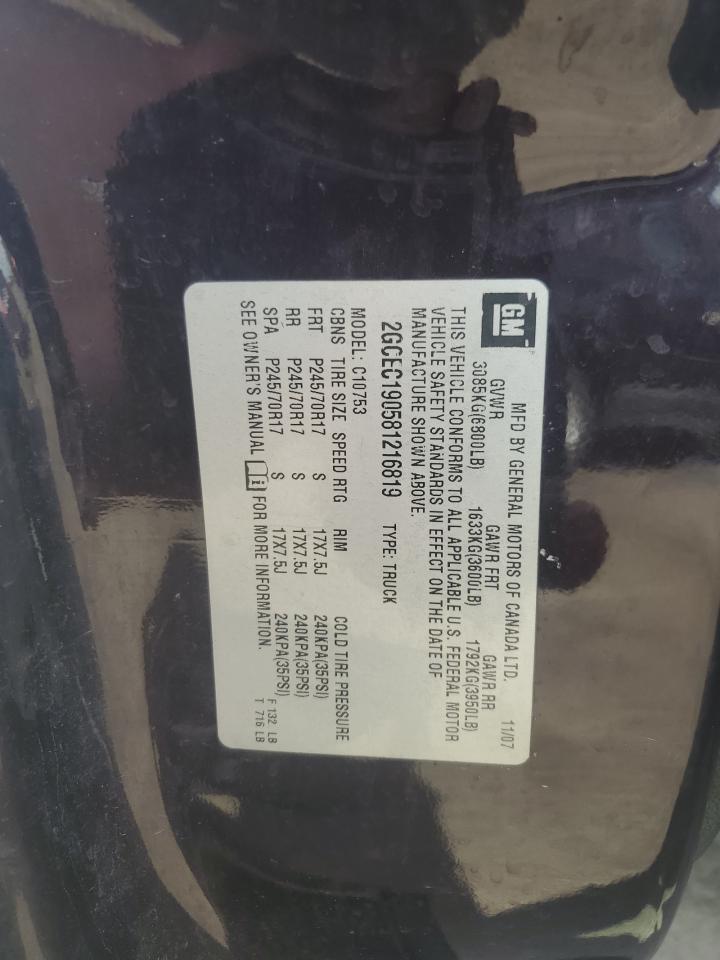 GM
MFD BY GENERAL MOTORS OF CANADA LTD. 11/07
GVWR GAWR FRT GAWR RR
3085KG(6800LB) 1633KG(3600LB) 1792KG(3950LB)
THIS VEHICLE CONFORMS TO ALL APPLICABLE U.S. FEDERAL MOTOR
VEHICLE SAFETY STANDARDS IN EFFECT ON THE DATE OF
MANUFACTURE SHOWN ABOVE.
2GCEC190581216819 TYPE: TRUCK
MODEL: C10753
CBNS TIRE SIZE SPEED RTG RIM COLD TIRE PRESSURE
FRT P245/70R17 S 17X7.5J 240KPA(35PSI)
RR P245/70R17 S 17X7.5J 240KPA(35PSI)
SPA P245/70R17 S 17X7.5J 240KPA(35PSI)
SEE OWNER'S MANUAL i FOR MORE INFORMATION.
F 132 LB
T 716 LB